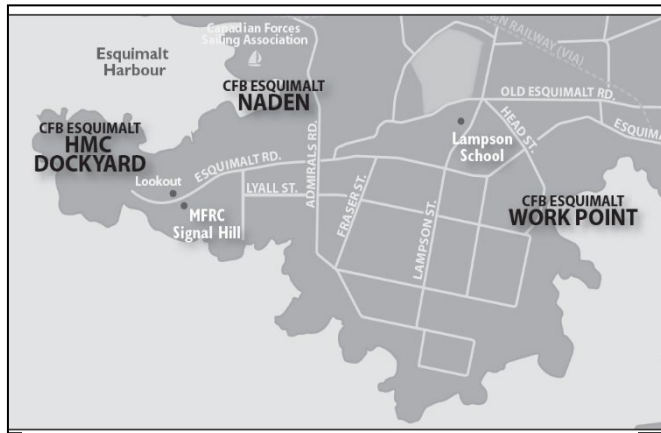 Canadian Forces
Sailing Association
Esquimalt
Harbour
CFB ESQUIMALT
NADEN
RAILWAY (VIA)
OLD ESQUIMALT RD.
CFB ESQUIMALT
HMC
DOCKYARD
HEAD ST.
Lampson
School
ESQUIMALT RD.
ADMIRALS RD.
Lookout
LYALL ST.
FRASER ST.
LAMPSON ST.
CFB ESQUIMALT
WORK POINT
MFRC
Signal Hill